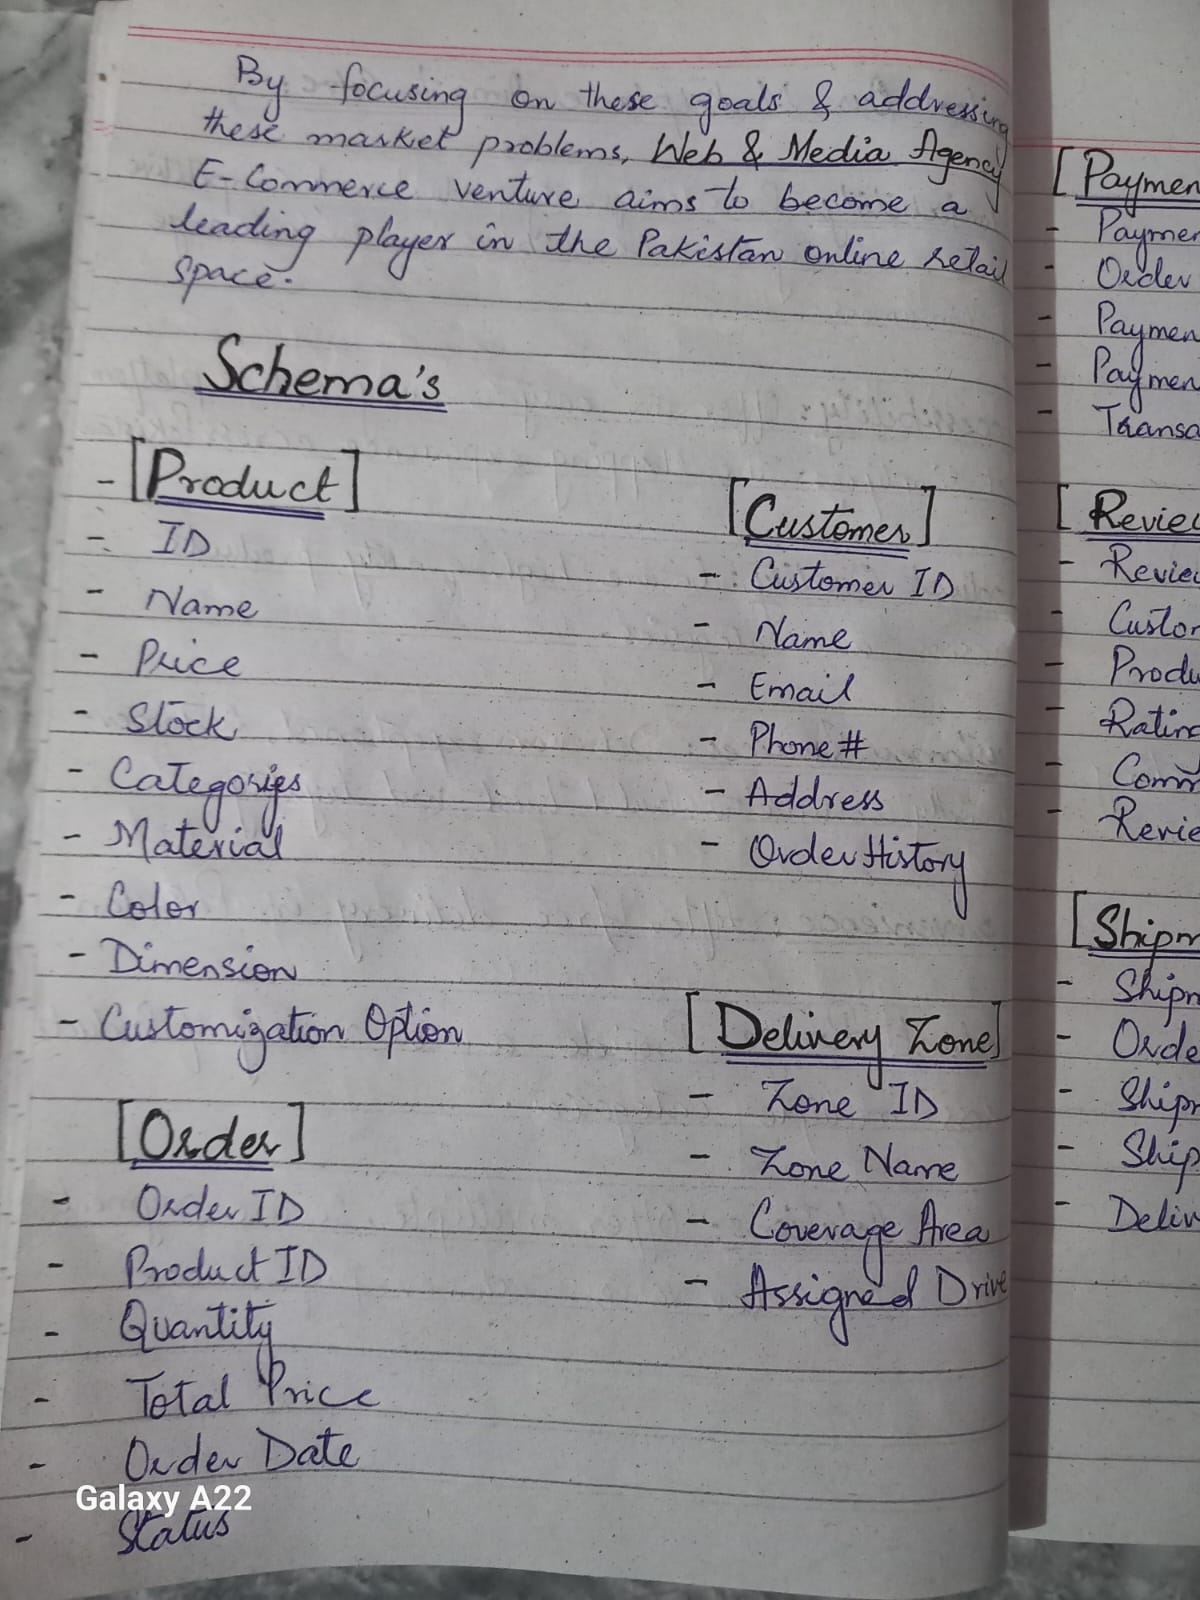 By focusing on these goals & addressing
these market problems, Web & Media Agency
E-Commerce venture aims to become a
leading player in the Pakistan online retail
space.
Schema's
- [Product]
- ID
- Name
- Price
- Stock
- Categories
- Material
- Color
- Dimension
- Customization Option
[Order]
- Order ID
- Product ID
- Quantity
- Total Price
- Order Date
- Status
[Customer]
- Customer ID
- Name
- Email
- Phone #
- Address
- Order History
[Delivery Zone]
- Zone ID
- Zone Name
- Coverage Area
- Assigned Drive
[Paymen
- Paymen
- Order
- Paymen
- Paymen
- Transa
[Review
- Review
- Custom
- Produ
- Rating
- Comm
- Revie
[Shipm
- Shipm
- Orde
- Shipm
- Ship
- Deliv
Galaxy A22